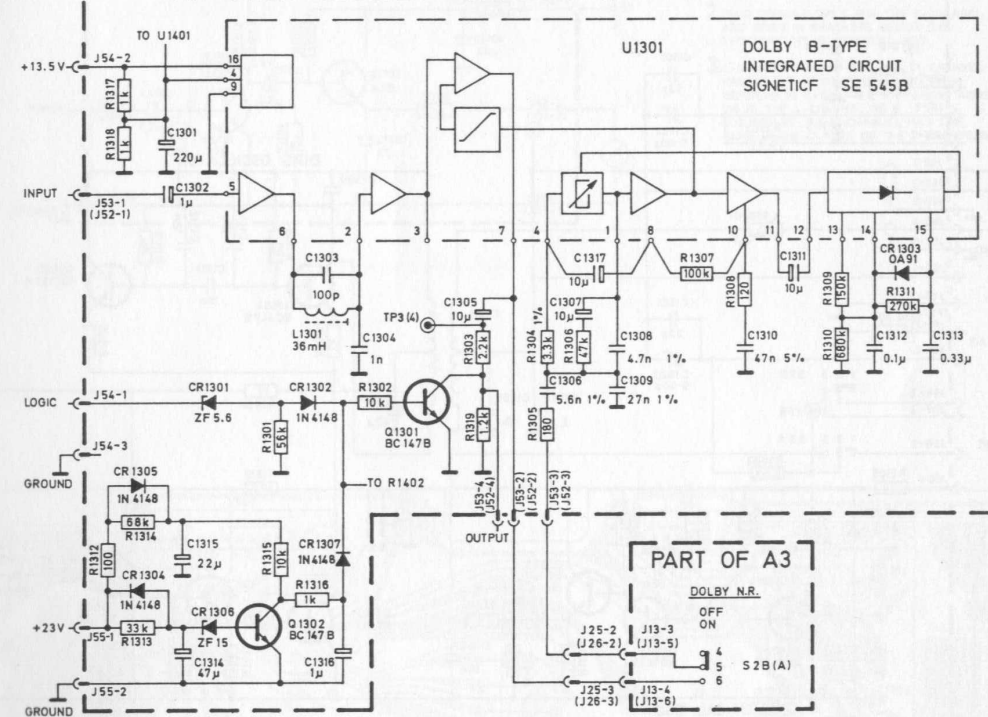 TO U1401
U1301
DOLBY B-TYPE
INTEGRATED CIRCUIT
SIGNETICF SE 545B
+13.5V
J54-2
16
4
9
R1317
1k
R1318
1k
C1301
220µ
INPUT
J53-1
(J52-1)
C1302
1µ
5
6
2
3
7
4
1
8
10
11
12
13
14
15
C1303
100p
L1301
36mH
C1304
1n
TP3(4)
C1305
10µ
R1303
2.2k
R1319
1.2k
C1317
10µ
R1304
3.3k
1%
C1307
10µ
R1306
47k
C1306
5.6n 1%
R1305
180
C1308
4.7n 1%
C1309
27n 1%
R1307
100k
R1308
120
C1310
47n 5%
C1311
10µ
R1309
150k
R1310
680k
CR1303
OA91
R1311
270k
C1312
0.1µ
C1313
0.33µ
LOGIC
J54-1
CR1301
ZF 5.6
CR1302
1N 4148
R1301
56k
R1302
10k
Q1301
BC 147B
J54-3
GROUND
TO R1402
J53-4
(J52-4)
(J53-2)
(J52-2)
J53-3
(J52-3)
OUTPUT
CR1305
1N 4148
68k
R1314
R1312
100
C1315
22µ
CR1304
1N 4148
+23V
J55-1
33k
R1313
CR1306
ZF 15
C1314
47µ
R1315
10k
Q1302
BC 147B
CR1307
1N4148
R1316
1k
C1316
1µ
J55-2
GROUND
PART OF A3
DOLBY N.R.
OFF
ON
J25-2
(J26-2)
J13-3
(J13-5)
4
5
6
S2B(A)
J25-3
(J26-3)
J13-4
(J13-6)